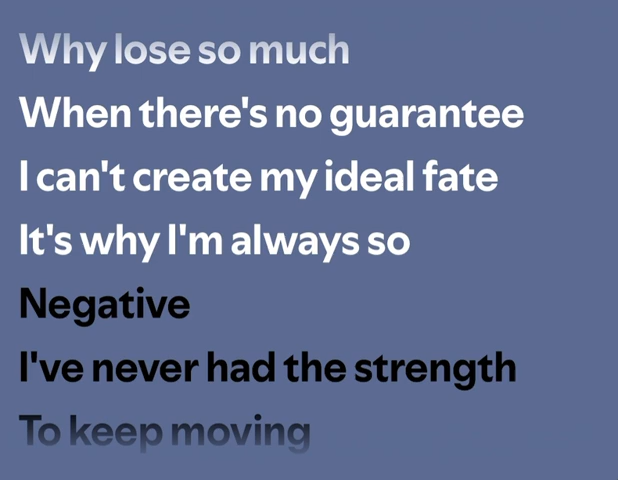 Why lose so much
When there's no guarantee
I can't create my ideal fate
It's why I'm always so
Negative
I've never had the strength
To keep moving